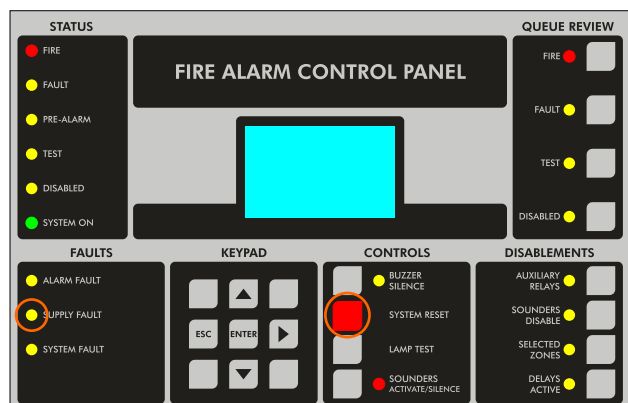 STATUS
FIRE
FAULT
PRE-ALARM
TEST
DISABLED
SYSTEM ON
FIRE ALARM CONTROL PANEL
QUEUE REVIEW
FIRE
FAULT
TEST
DISABLED
FAULTS
ALARM FAULT
SUPPLY FAULT
SYSTEM FAULT
KEYPAD
ESC
ENTER
CONTROLS
BUZZER
SILENCE
SYSTEM RESET
LAMP TEST
SOUNDERS
ACTIVATE/SILENCE
DISABLEMENTS
AUXILIARY
RELAYS
SOUNDERS
DISABLE
SELECTED
ZONES
DELAYS
ACTIVE